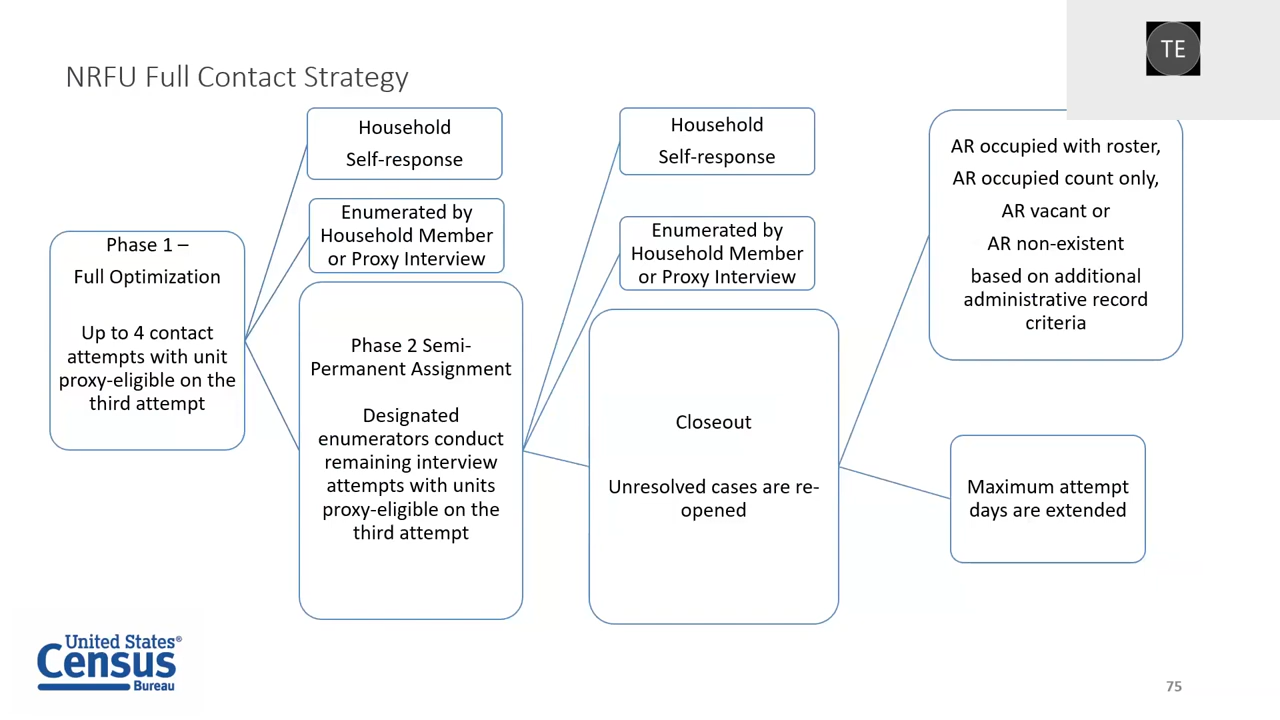 TE
NRFU Full Contact Strategy
Phase 1 –
Full Optimization
Up to 4 contact
attempts with unit
proxy-eligible on the
third attempt
Household
Self-response
Enumerated by
Household Member
or Proxy Interview
Phase 2 Semi-
Permanent Assignment
Designated
enumerators conduct
remaining interview
attempts with units
proxy-eligible on the
third attempt
Household
Self-response
Enumerated by
Household Member
or Proxy Interview
Closeout
Unresolved cases are re-
opened
AR occupied with roster,
AR occupied count only,
AR vacant or
AR non-existent
based on additional
administrative record
criteria
Maximum attempt
days are extended
United States®
Census
Bureau
75